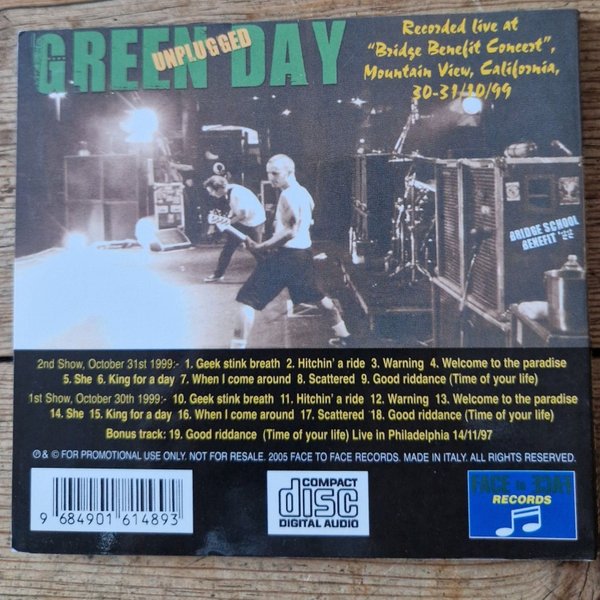 GREEN DAY
UNPLUGGED
Recorded live at
"Bridge Benefit Concert",
Mountain View, California,
30-31/10/99
BRIDGE SCHOOL
BENEFIT '99
2nd Show, October 31st 1999:- 1. Geek stink breath 2. Hitchin' a ride 3. Warning 4. Welcome to the paradise
5. She 6. King for a day 7. When I come around 8. Scattered 9. Good riddance (Time of your life)
1st Show, October 30th 1999:- 10. Geek stink breath 11. Hitchin' a ride 12. Warning 13. Welcome to the paradise
14. She 15. King for a day 16. When I come around 17. Scattered 18. Good riddance (Time of your life)
Bonus track: 19. Good riddance (Time of your life) Live in Philadelphia 14/11/97
℗ & © FOR PROMOTIONAL USE ONLY. NOT FOR RESALE. 2005 FACE TO FACE RECORDS. MADE IN ITALY. ALL RIGHTS RESERVED.
9 684901 614893
COMPACT
disc
DIGITAL AUDIO
FACE to FACE
RECORDS